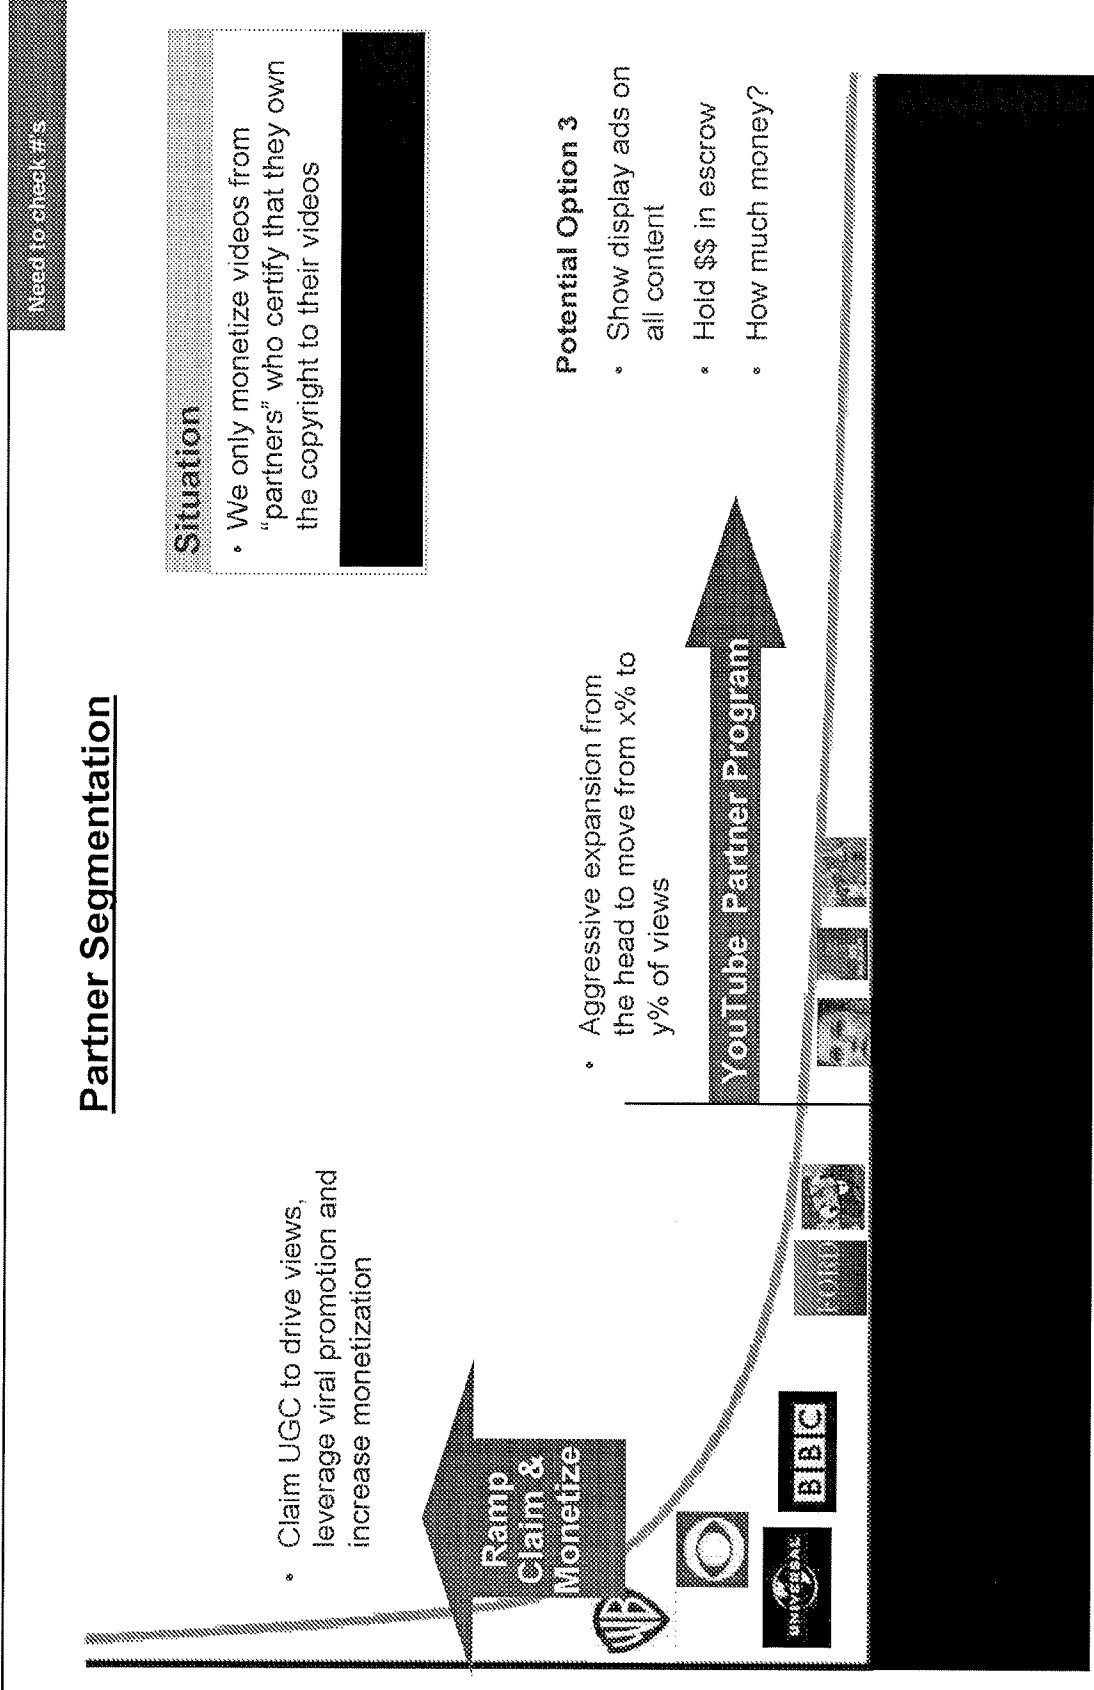 Need to check #'s
Partner Segmentation
Situation
• We only monetize videos from
"partners" who certify that they own
the copyright to their videos
• Claim UGC to drive views,
leverage viral promotion and
increase monetization
Ramp
Claim &
Monetize
• Aggressive expansion from
the head to move from x% to
y% of views
YouTube Partner Program
Potential Option 3
• Show display ads on
all content
• Hold $$ in escrow
• How much money?
WB
UNIVERSAL
BBC